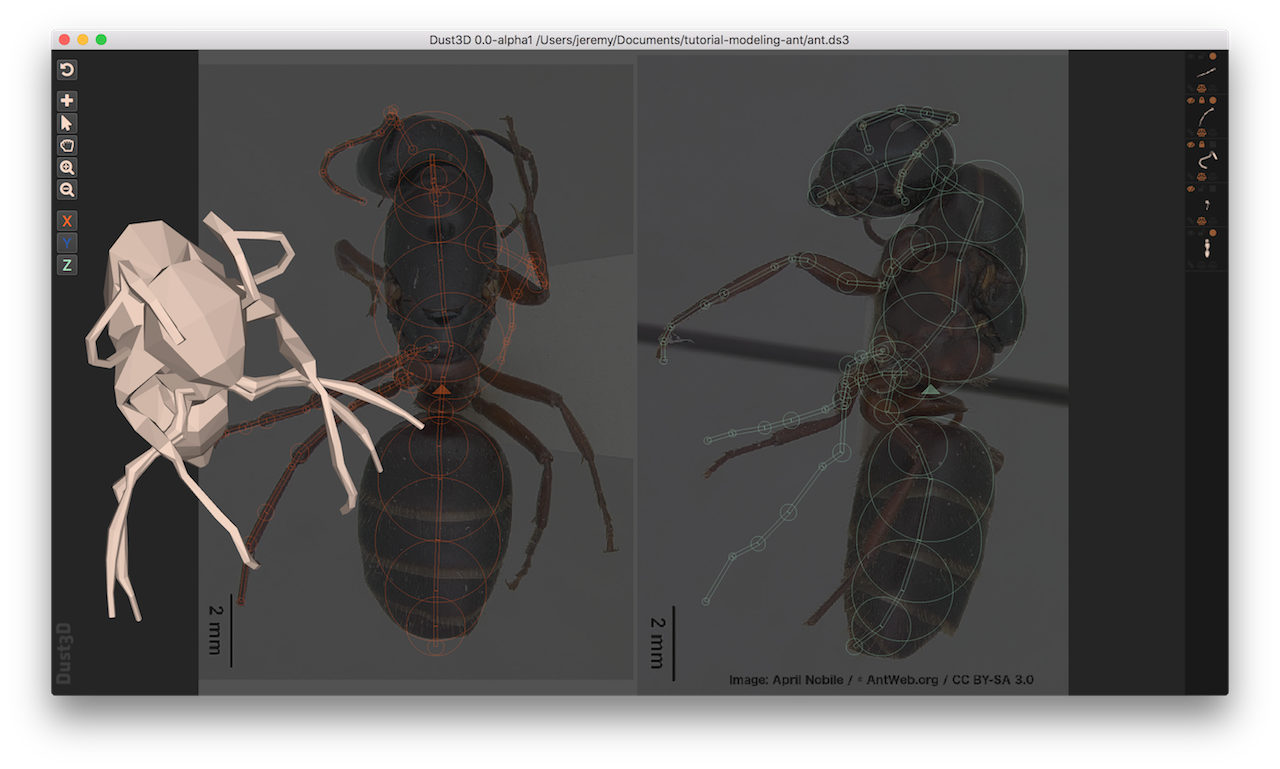 Dust3D 0.0-alpha1 /Users/jeremy/Documents/tutorial-modeling-ant/ant.ds3
X
Y
Z
2 mm
2 mm
Dust3D
Image: April Nobile / © AntWeb.org / CC BY-SA 3.0